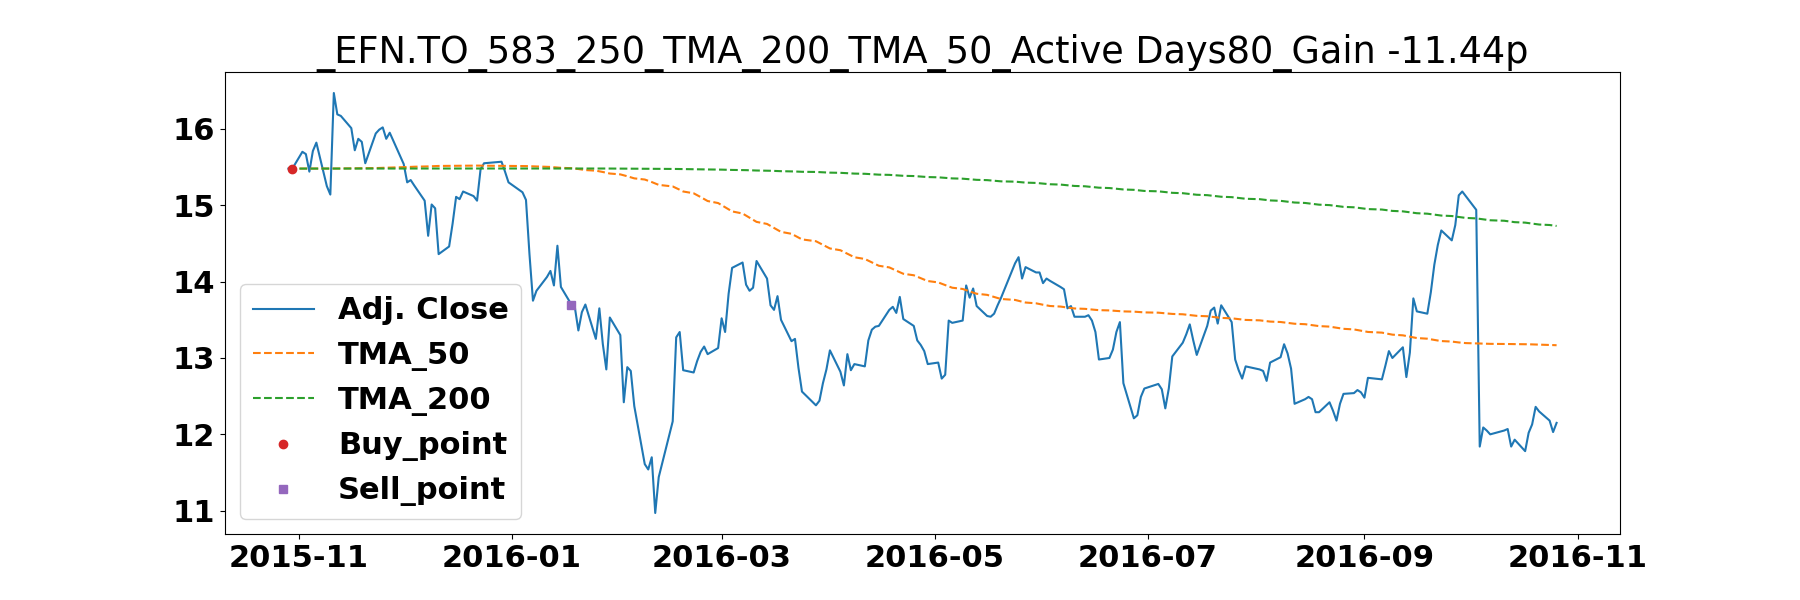 _EFN.TO_583_250_TMA_200_TMA_50_Active Days80_Gain -11.44p
16
15
14
13
12
11
Adj. Close
TMA_50
TMA_200
Buy_point
Sell_point
2015-11 2016-01 2016-03 2016-05 2016-07 2016-09 2016-11